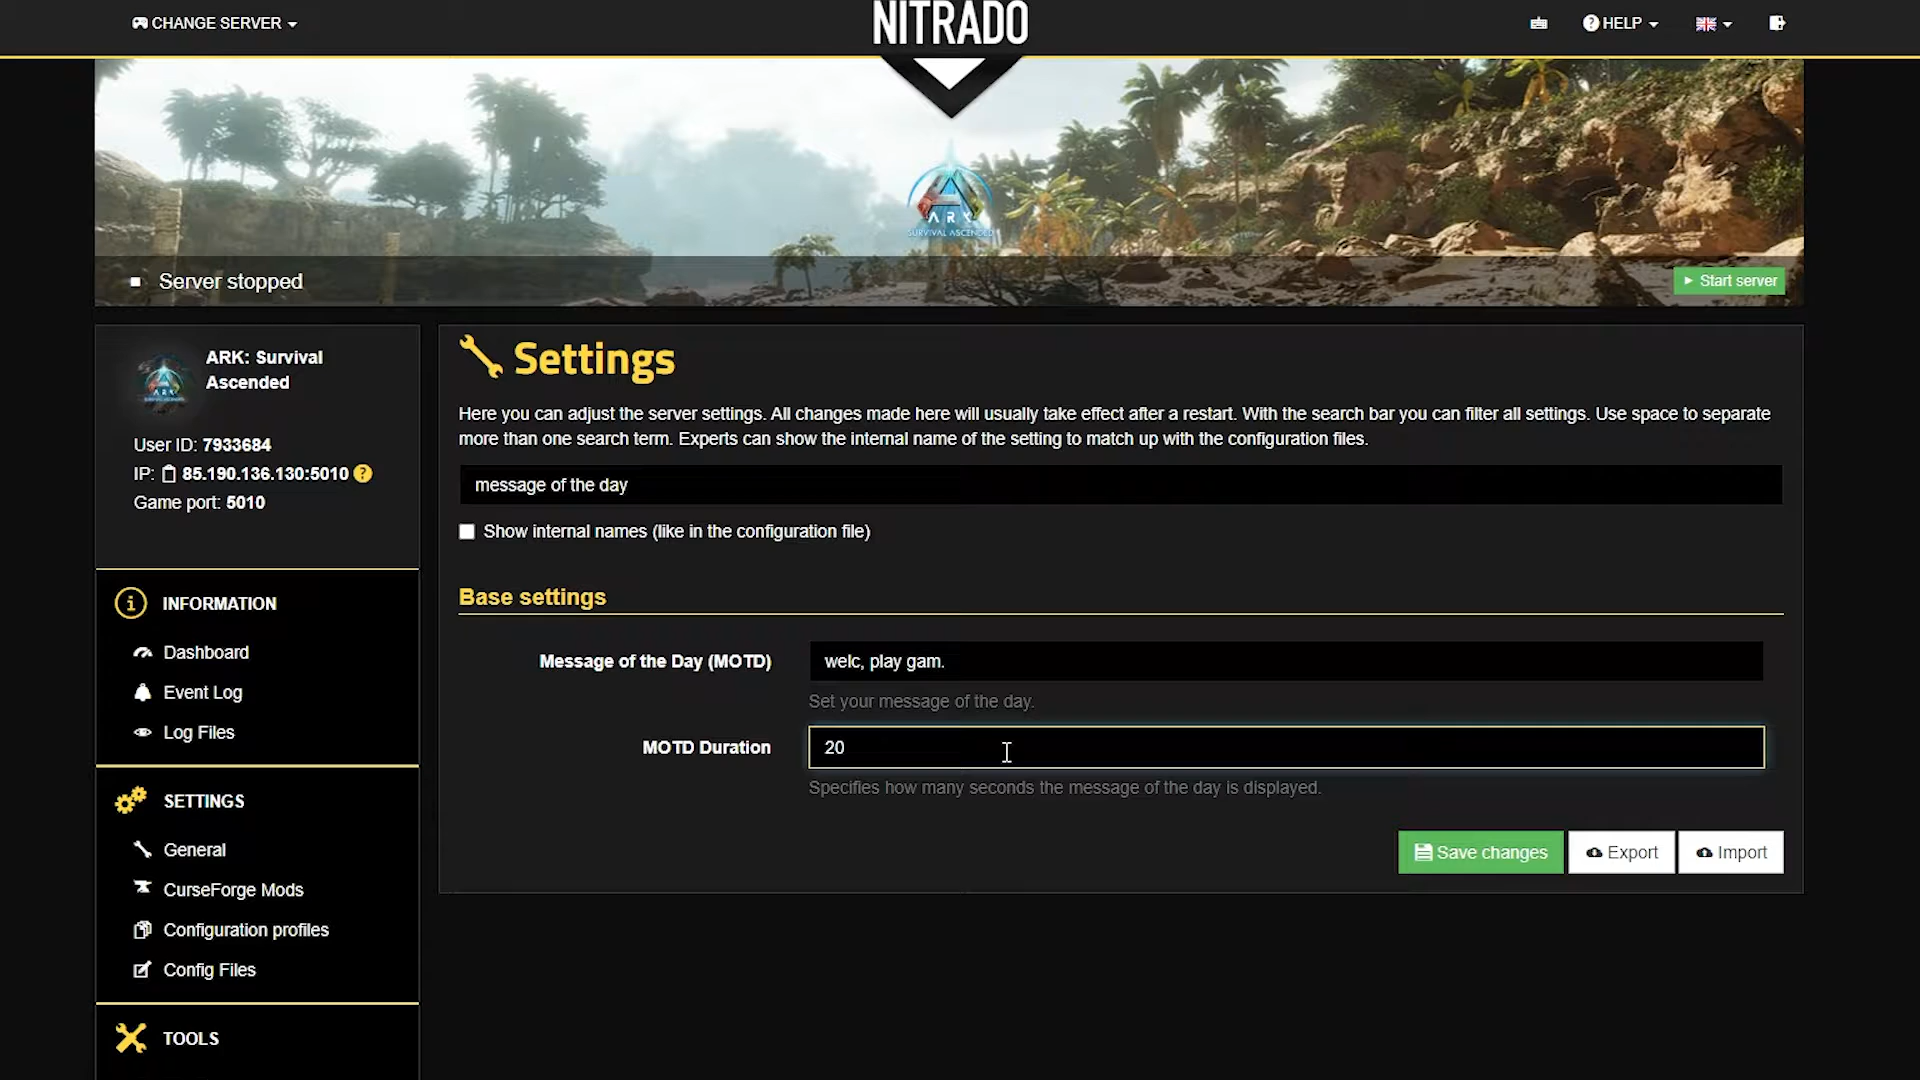 CHANGE SERVER
NITRADO
HELP
ARK
SURVIVAL ASCENDED
Server stopped
Start server
ARK: Survival
Ascended
User ID: 7933684
IP: 85.190.136.130:5010 ?
Game port: 5010
INFORMATION
Dashboard
Event Log
Log Files
SETTINGS
General
CurseForge Mods
Configuration profiles
Config Files
TOOLS
Settings
Here you can adjust the server settings. All changes made here will usually take effect after a restart. With the search bar you can filter all settings. Use space to separate
more than one search term. Experts can show the internal name of the setting to match up with the configuration files.
message of the day
Show internal names (like in the configuration file)
Base settings
Message of the Day (MOTD)
welc, play gam.
Set your message of the day.
MOTD Duration
20
Specifies how many seconds the message of the day is displayed.
Save changes
Export
Import